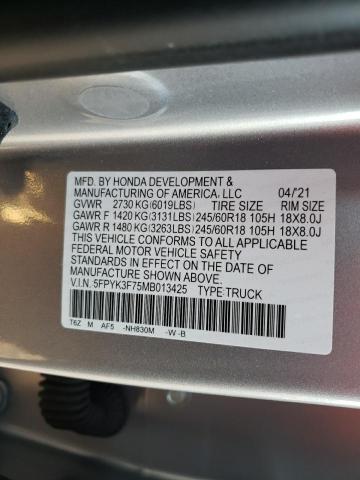 MFD. BY HONDA DEVELOPMENT &
MANUFACTURING OF AMERICA, LLC 04/'21
GVWR 2730 KG(6019LBS) TIRE SIZE RIM SIZE
GAWR F 1420 KG(3131LBS) 245/60R18 105H 18X8.0J
GAWR R 1480 KG(3263LBS) 245/60R18 105H 18X8.0J
THIS VEHICLE CONFORMS TO ALL APPLICABLE
FEDERAL MOTOR VEHICLE SAFETY
STANDARDS IN EFFECT ON THE DATE OF
MANUFACTURE SHOWN ABOVE.
V.I.N. 5FPYK3F75MB013425 TYPE:TRUCK
T6Z M AF5 -NH830M -W -B